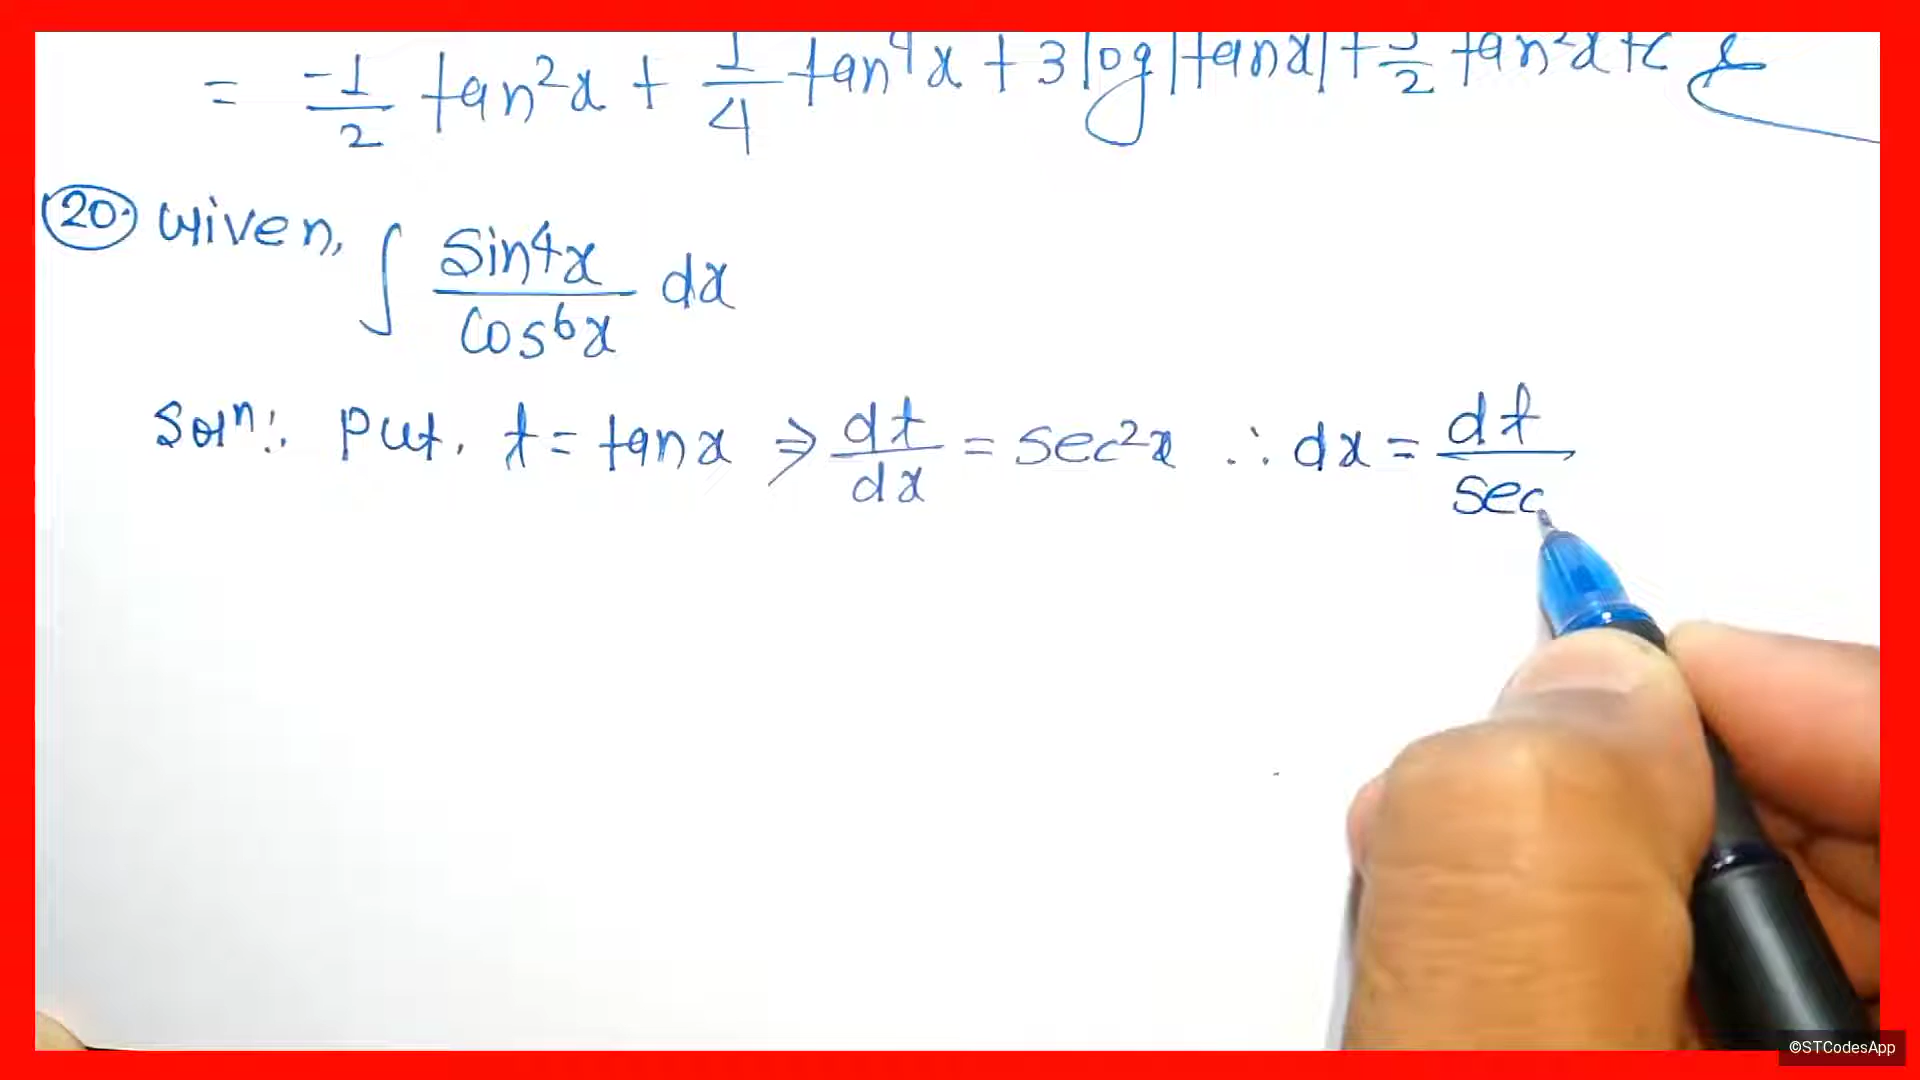 = -1/2 tan²x + 1/4 tan⁴x + 3 log|tanx| + 3/2 tan²x + c
20. Given, ∫ sin⁴x/cos⁶x dx
Solⁿ: Put, t = tanx ⇒ dt/dx = sec²x ∴ dx = dt/sec
©STCodesApp